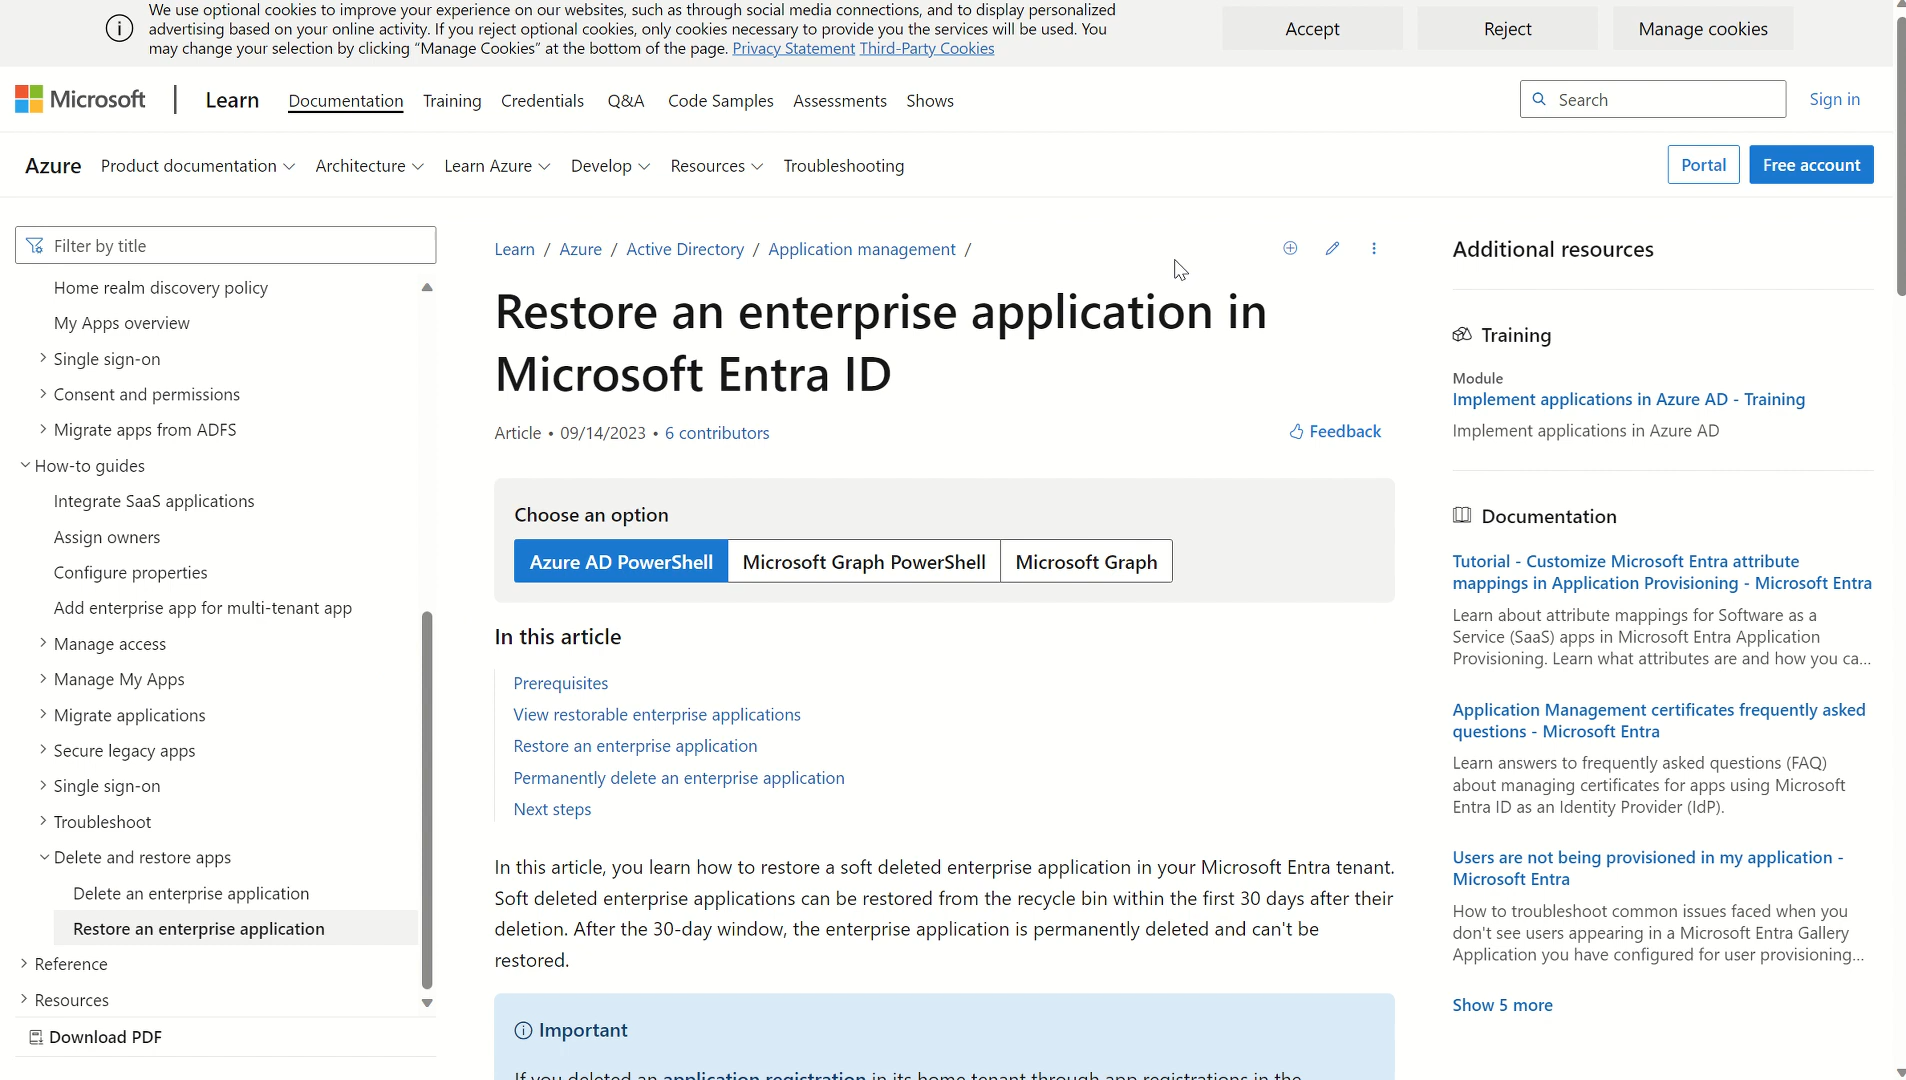 We use optional cookies to improve your experience on our websites, such as through social media connections, and to display personalized
advertising based on your online activity. If you reject optional cookies, only cookies necessary to provide you the services will be used. You
may change your selection by clicking "Manage Cookies" at the bottom of the page. Privacy Statement Third-Party Cookies
Accept
Reject
Manage cookies
Microsoft
Learn
Documentation
Training
Credentials
Q&A
Code Samples
Assessments
Shows
Search
Sign in
Azure
Product documentation
Architecture
Learn Azure
Develop
Resources
Troubleshooting
Portal
Free account
Filter by title
Home realm discovery policy
My Apps overview
Single sign-on
Consent and permissions
Migrate apps from ADFS
How-to guides
Integrate SaaS applications
Assign owners
Configure properties
Add enterprise app for multi-tenant app
Manage access
Manage My Apps
Migrate applications
Secure legacy apps
Single sign-on
Troubleshoot
Delete and restore apps
Delete an enterprise application
Restore an enterprise application
Reference
Resources
Download PDF
Learn / Azure / Active Directory / Application management /
Restore an enterprise application in
Microsoft Entra ID
Article • 09/14/2023 • 6 contributors
Feedback
Choose an option
Azure AD PowerShell
Microsoft Graph PowerShell
Microsoft Graph
In this article
Prerequisites
View restorable enterprise applications
Restore an enterprise application
Permanently delete an enterprise application
Next steps
In this article, you learn how to restore a soft deleted enterprise application in your Microsoft Entra tenant.
Soft deleted enterprise applications can be restored from the recycle bin within the first 30 days after their
deletion. After the 30-day window, the enterprise application is permanently deleted and can't be
restored.
Important
If you deleted an application registration in its home tenant through app registrations in the
Additional resources
Training
Module
Implement applications in Azure AD - Training
Implement applications in Azure AD
Documentation
Tutorial - Customize Microsoft Entra attribute
mappings in Application Provisioning - Microsoft Entra
Learn about attribute mappings for Software as a
Service (SaaS) apps in Microsoft Entra Application
Provisioning. Learn what attributes are and how you ca...
Application Management certificates frequently asked
questions - Microsoft Entra
Learn answers to frequently asked questions (FAQ)
about managing certificates for apps using Microsoft
Entra ID as an Identity Provider (IdP).
Users are not being provisioned in my application -
Microsoft Entra
How to troubleshoot common issues faced when you
don't see users appearing in a Microsoft Entra Gallery
Application you have configured for user provisioning...
Show 5 more